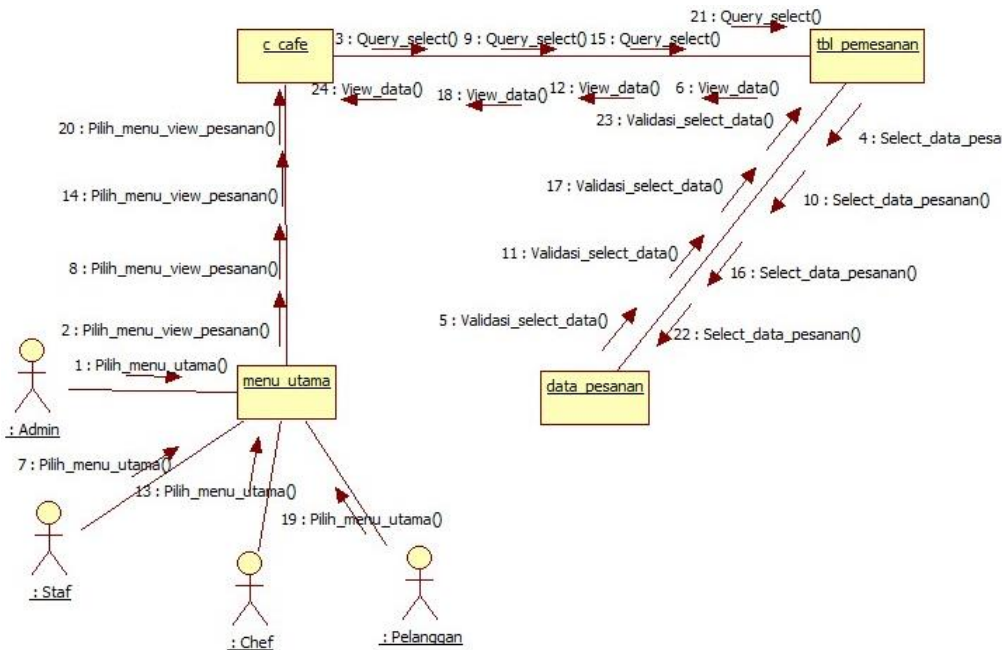 21 : Query_select()
c_cafe
3 : Query_select()
9 : Query_select()
15 : Query_select()
tbl_pemesanan
24 : View_data()
18 : View_data()
12 : View_data()
6 : View_data()
20 : Pilih_menu_view_pesanan()
23 : Validasi_select_data()
4 : Select_data_pesa
14 : Pilih_menu_view_pesanan()
17 : Validasi_select_data()
10 : Select_data_pesanan()
11 : Validasi_select_data()
8 : Pilih_menu_view_pesanan()
16 : Select_data_pesanan()
5 : Validasi_select_data()
2 : Pilih_menu_view_pesanan()
22 : Select_data_pesanan()
1 : Pilih_menu_utama()
menu_utama
data_pesanan
: Admin
7 : Pilih_menu_utama()
13 : Pilih_menu_utama()
19 : Pilih_menu_utama()
: Staf
: Chef
: Pelanggan